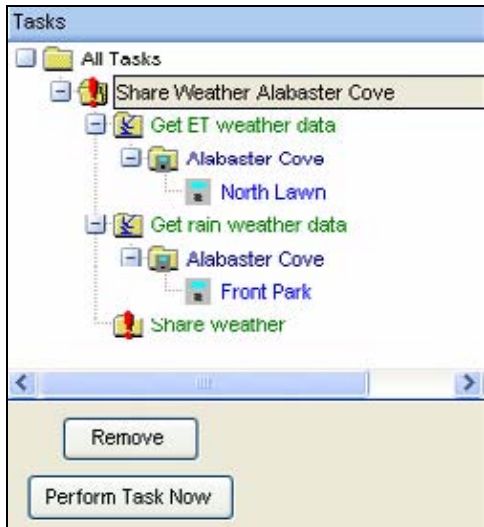 Tasks
All Tasks
Share Weather Alabaster Cove
Get ET weather data
Alabaster Cove
North Lawn
Get rain weather data
Alabaster Cove
Front Park
Share weather
Remove
Perform Task Now